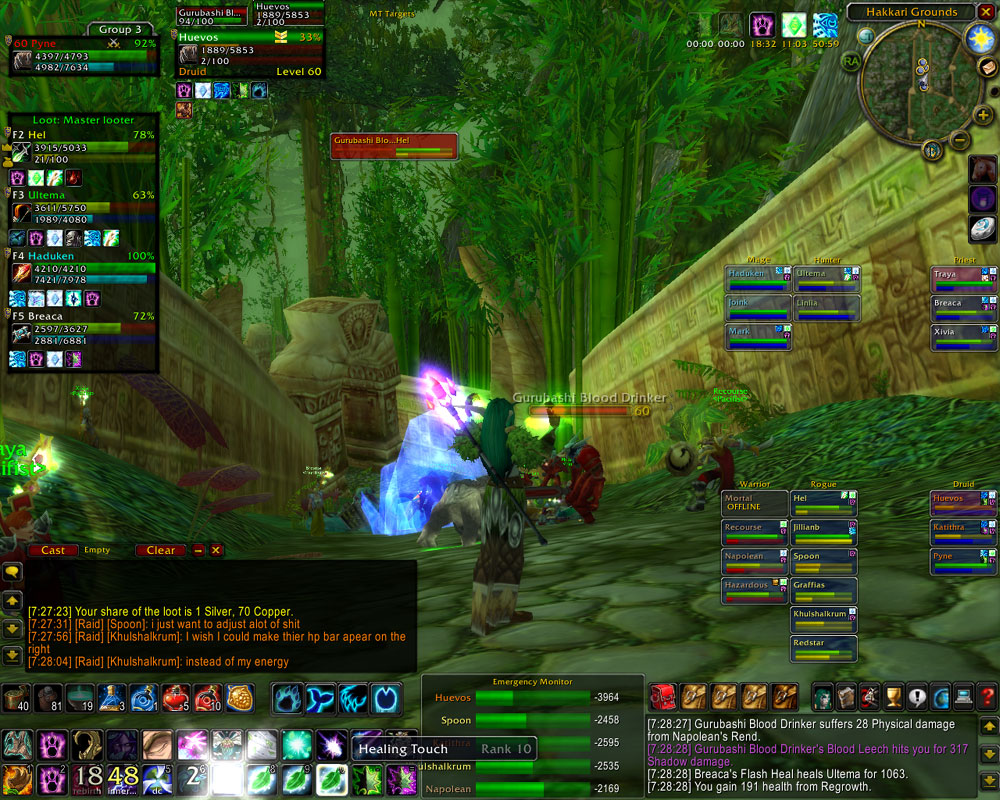 Group 3
60 Pyne 92%
4397/4793
4982/7634
Gurubashi Bl...
94/100
Huevos
1889/5853
2/100
Huevos 33%
1889/5853
2/100
Druid Level 60
MT Targets
00:00 00:00 18:32 11:03 50:59
Hakkari Grounds
N
RA
Loot: Master looter
F2 Hel 78%
3915/5033
21/100
F3 Ultema 63%
3611/5750
1989/4080
F4 Haduken 100%
4210/4210
7421/7978
F5 Breaca 72%
2597/3627
2881/6881
Gurubashi Blo...Hel
Mage Hunter Priest
Haduken Ultema Traya
Joink Linlia Breaca
Mark Xivia
Gurubashi Blood Drinker
60
Recourse
<Pacifist>
Warrior Rogue Druid
Mortal
OFFLINE
Hel Huevos
Recourse Jillianb Katithra
Napolean Spoon Pyne
Hazardous Graffias
Khulshalkrum
Redstar
Cast Empty Clear
[7:27:23] Your share of the loot is 1 Silver, 70 Copper.
[7:27:31] [Raid] [Spoon]: i just want to adjust alot of shit
[7:27:56] [Raid] [Khulshalkrum]: I wish I could make thier hp bar apear on the
right
[7:28:04] [Raid] [Khulshalkrum]: instead of my energy
40 81 19 3 1 5 10
Emergency Monitor
Huevos -3964
Spoon -2458
-2595
-2535
Napolean -2169
Healing Touch Rank 10
18 rebirth 48 inner... dc 2
[7:28:27] Gurubashi Blood Drinker suffers 28 Physical damage
from Napolean's Rend.
[7:28:28] Gurubashi Blood Drinker's Blood Leech hits you for 317
Shadow damage.
[7:28:28] Breaca's Flash Heal heals Ultema for 1063.
[7:28:28] You gain 191 health from Regrowth.